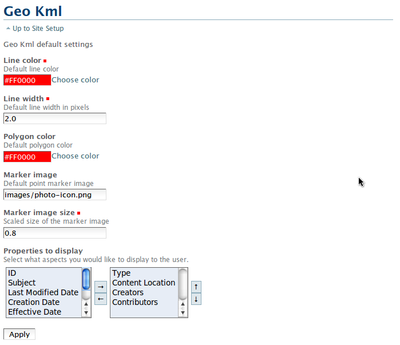 Geo Kml
Up to Site Setup
Geo Kml default settings
Line color
Default line color
#FF0000 Choose color
Line width
Default line width in pixels
2.0
Polygon color
Default polygon color
#FF0000 Choose color
Marker image
Default point marker image
images/photo-icon.png
Marker image size
Scaled size of the marker image
0.8
Properties to display
Select what aspects you would like to display to the user.
ID
Subject
Last Modified Date
Creation Date
Effective Date
→
←
Type
Content Location
Creators
Contributors
↑
↓
Apply